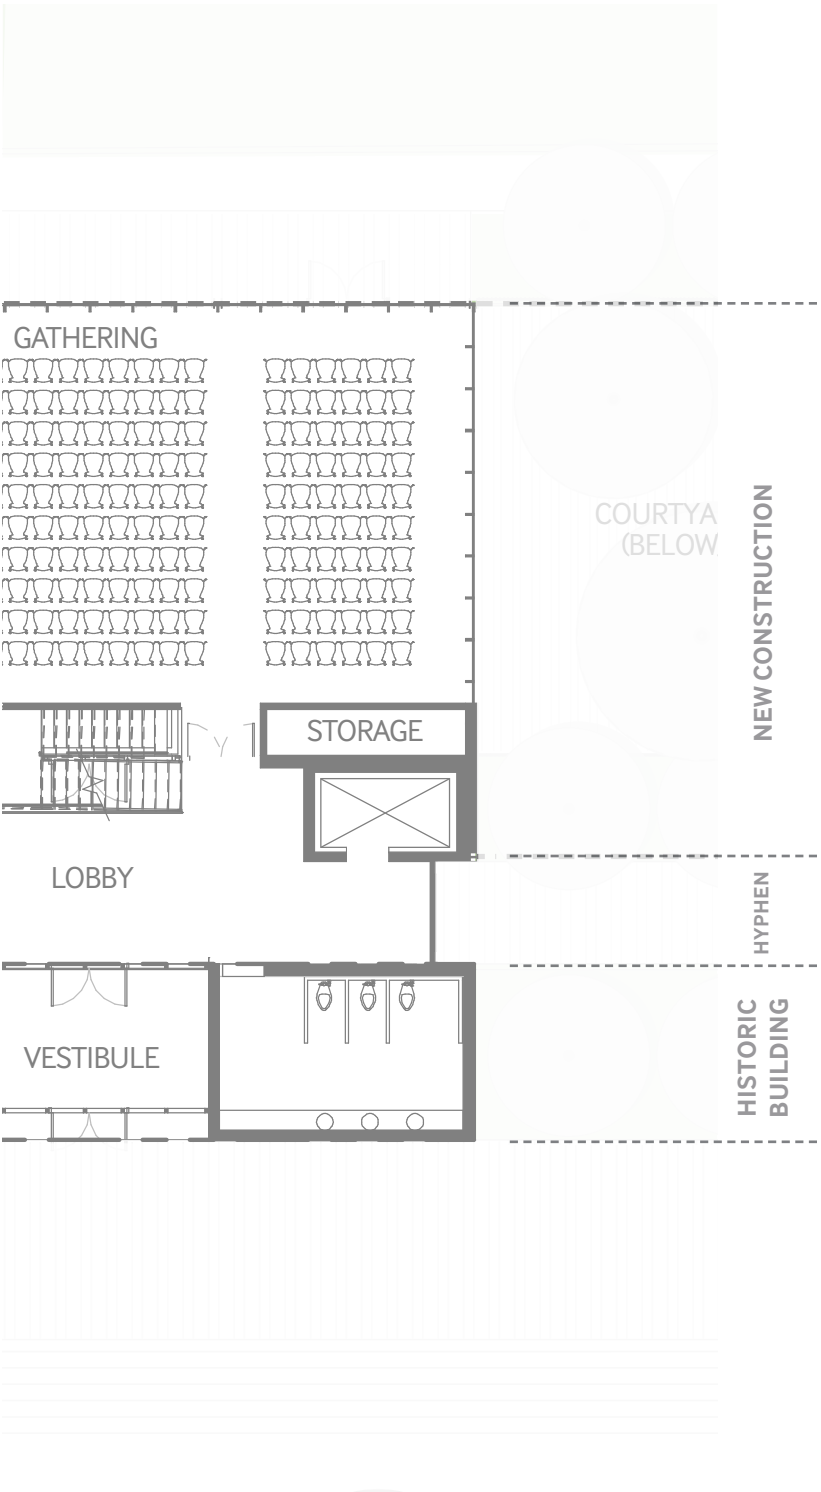 GATHERING
COURTYA
(BELOW
NEW CONSTRUCTION
STORAGE
LOBBY
HYPHEN
VESTIBULE
HISTORIC
BUILDING